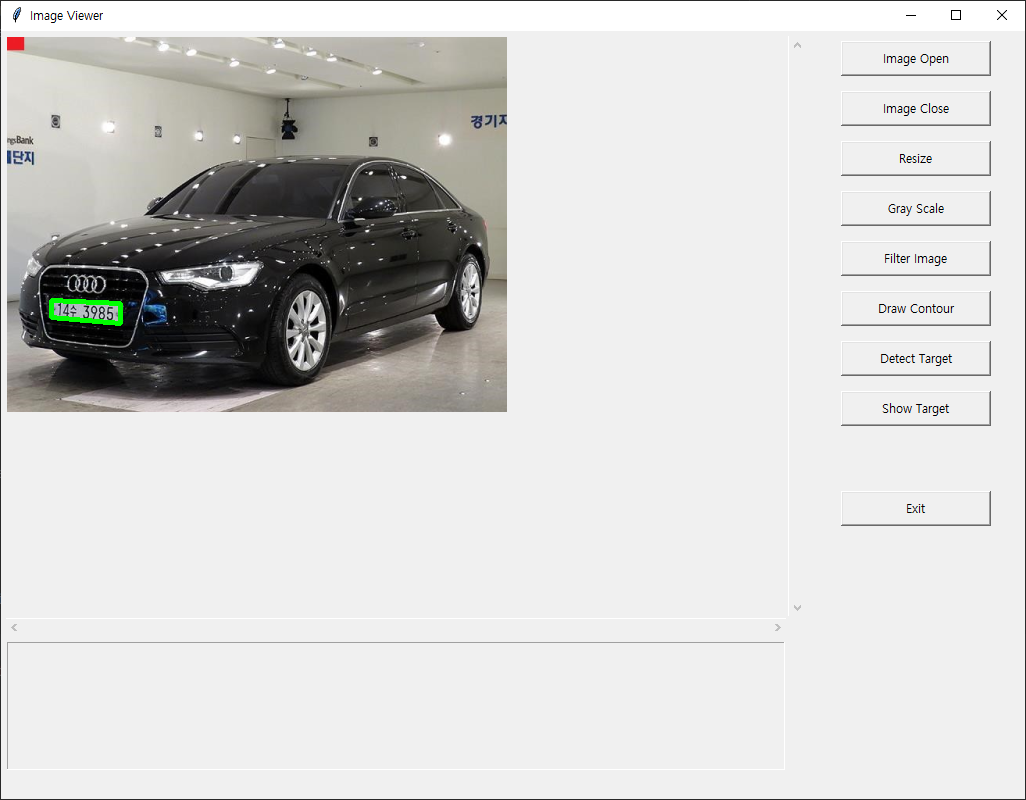 Image Viewer
Image Open
Image Close
Resize
Gray Scale
Filter Image
Draw Contour
Detect Target
Show Target
Exit
ngsBank
단지
경기지
14수 3985